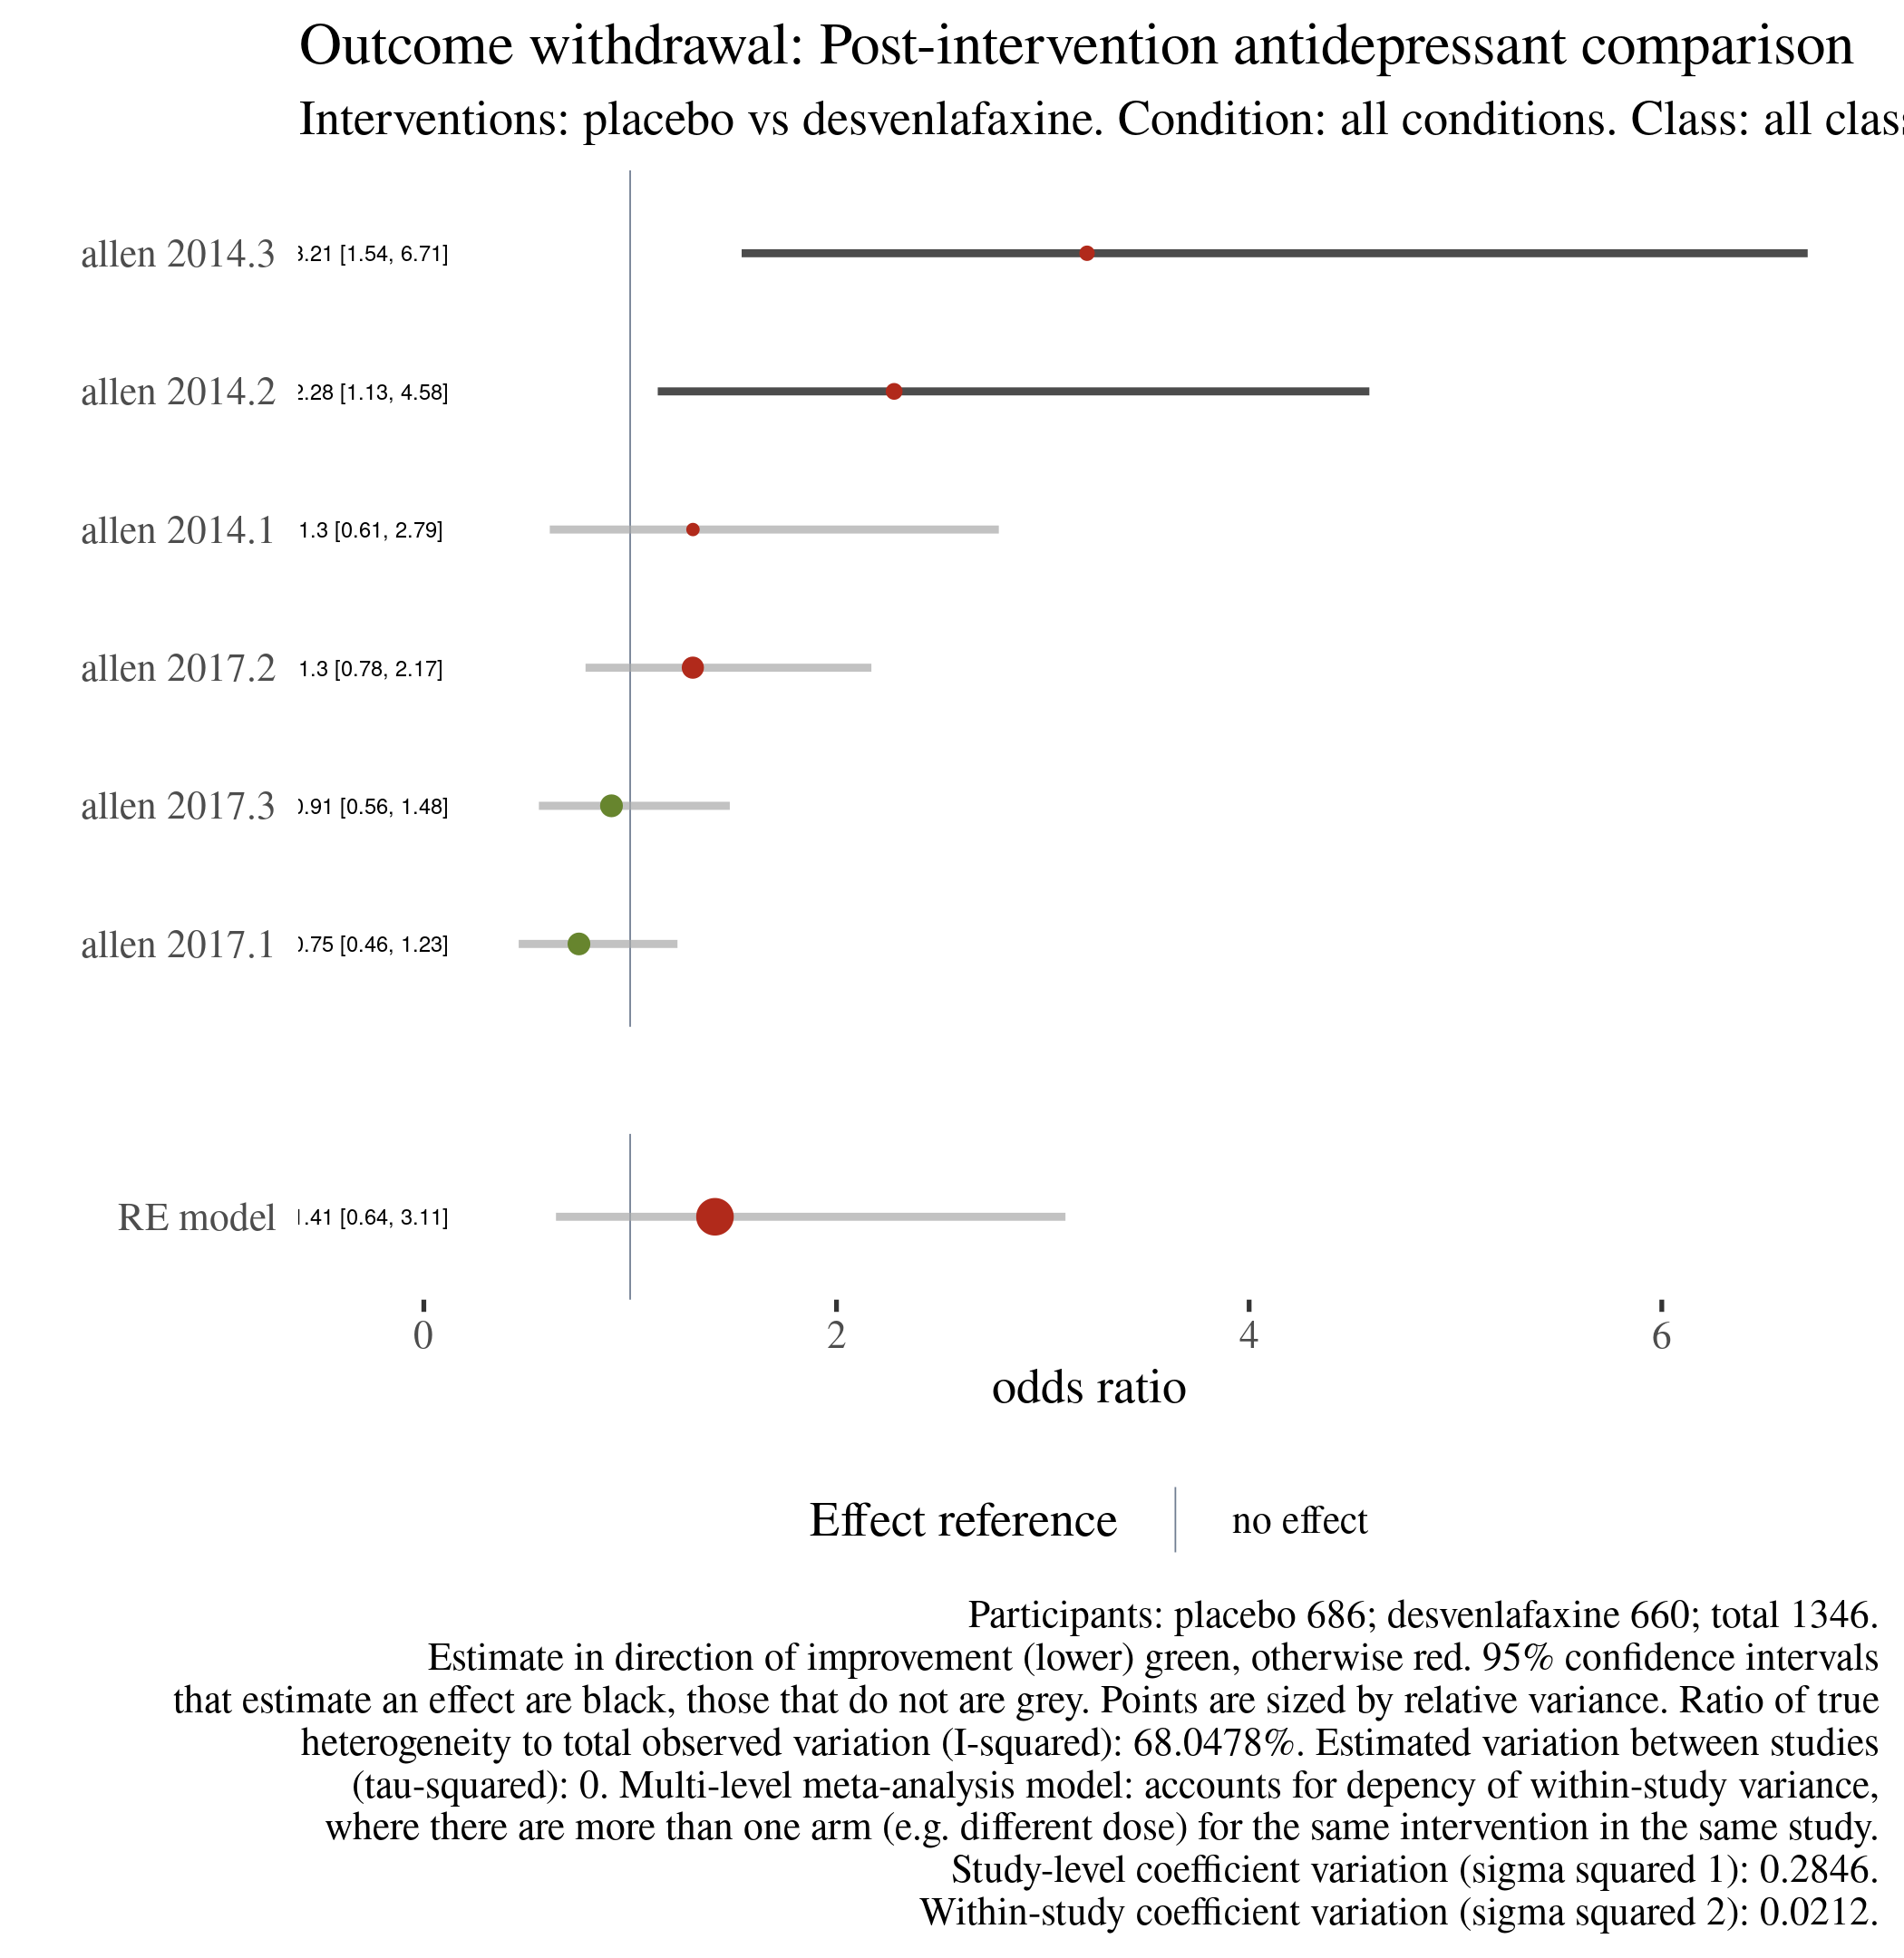 Outcome withdrawal: Post-intervention antidepressant comparison
Interventions: placebo vs desvenlafaxine. Condition: all conditions. Class: all clas
allen 2014.3 3.21 [1.54, 6.71]
allen 2014.2 2.28 [1.13, 4.58]
allen 2014.1 1.3 [0.61, 2.79]
allen 2017.2 1.3 [0.78, 2.17]
allen 2017.3 0.91 [0.56, 1.48]
allen 2017.1 0.75 [0.46, 1.23]
RE model 1.41 [0.64, 3.11]
0 2 4 6
odds ratio
Effect reference no effect
Participants: placebo 686; desvenlafaxine 660; total 1346.
Estimate in direction of improvement (lower) green, otherwise red. 95% confidence intervals
that estimate an effect are black, those that do not are grey. Points are sized by relative variance. Ratio of true
heterogeneity to total observed variation (I-squared): 68.0478%. Estimated variation between studies
(tau-squared): 0. Multi-level meta-analysis model: accounts for depency of within-study variance,
where there are more than one arm (e.g. different dose) for the same intervention in the same study.
Study-level coefficient variation (sigma squared 1): 0.2846.
Within-study coefficient variation (sigma squared 2): 0.0212.